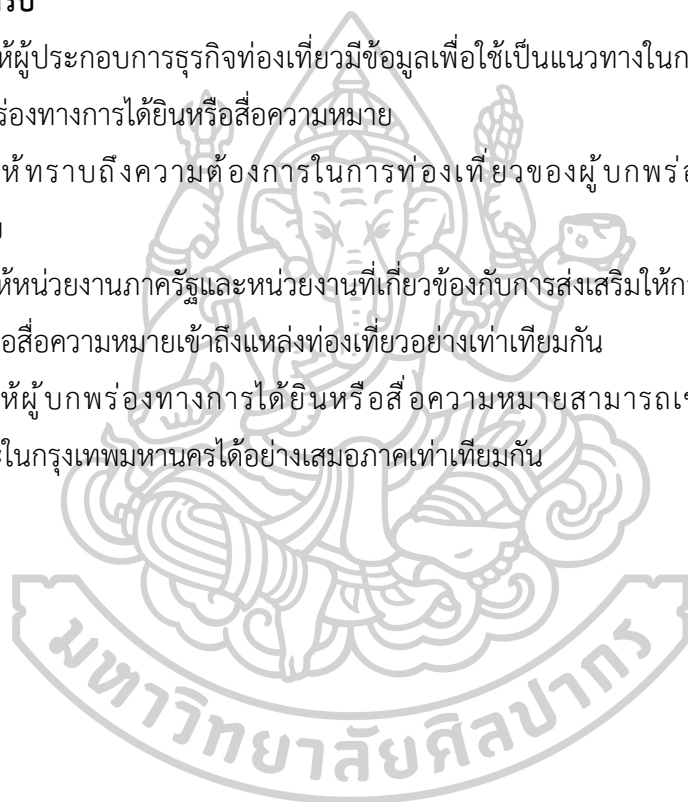 ห้ผู้ประกอบการธุรกิจท่องเที่ยวมีข้อมูลเพื่อใช้เป็นแนวทางในก
ร่องทางการได้ยินหรือสื่อความหมาย
ห้ทราบถึงความต้องการในการท่องเที่ยวของผู้บกพร่อ
ห้หน่วยงานภาครัฐและหน่วยงานที่เกี่ยวข้องกับการส่งเสริมให้ก
อสื่อความหมายเข้าถึงแหล่งท่องเที่ยวอย่างเท่าเทียมกัน
ห้ผู้บกพร่องทางการได้ยินหรือสื่อความหมายสามารถเข
ะในกรุงเทพมหานครได้อย่างเสมอภาคเท่าเทียมกัน
มหาวิทยาลัยศิลปากร